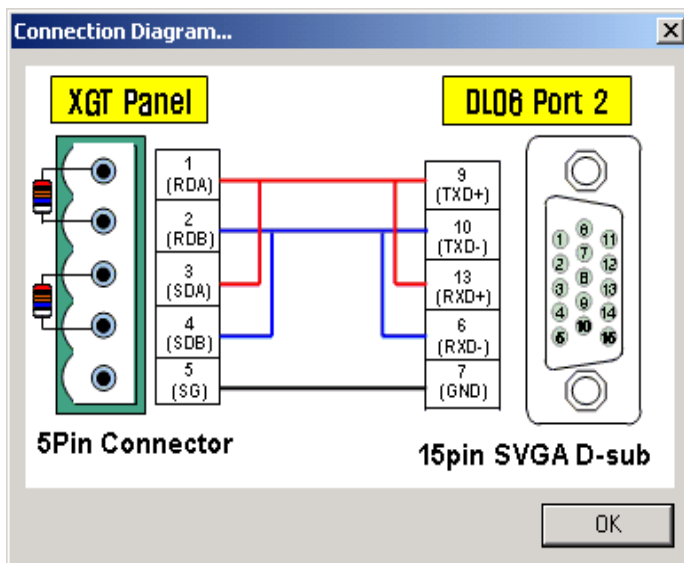 Connection Diagram...
XGT Panel
DL06 Port 2
1
(RDA)
2
(RDB)
3
(SDA)
4
(SDB)
5
(SG)
9
(TXD+)
10
(TXD-)
13
(RXD+)
6
(RXD-)
7
(GND)
1
2
3
4
5
6
7
8
9
10
11
12
13
14
15
5Pin Connector
15pin SVGA D-sub
OK